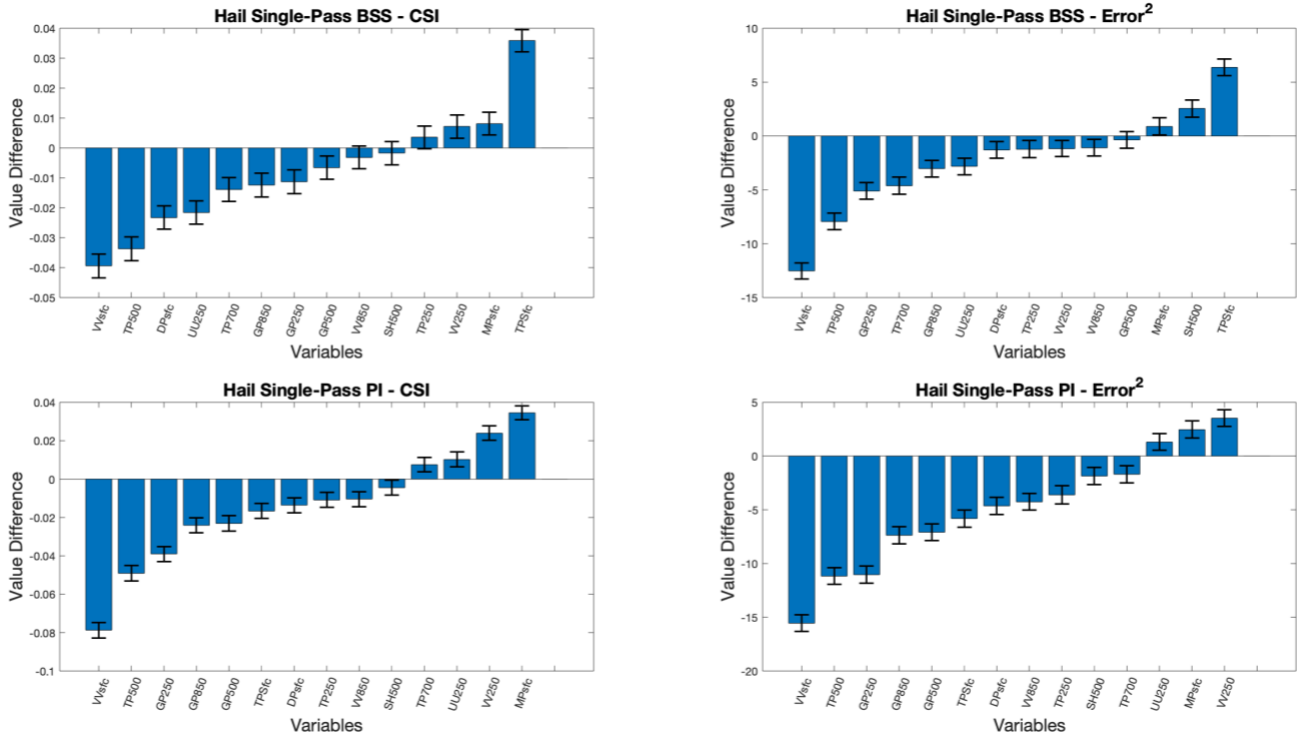 Hail Single-Pass BSS - CSI
0.04
0.03
0.02
0.01
0
-0.01
-0.02
-0.03
-0.04
-0.05
Value Difference
VVsfc
TP500
DPsfc
UU250
TP700
GP850
GP250
GP500
VV850
SH500
TP250
VV250
MPsfc
TPSfc
Variables
Hail Single-Pass BSS - Error²
10
5
0
-5
-10
-15
Value Difference
VVsfc
TP500
GP250
TP700
GP850
UU250
DPsfc
TP250
VV250
VV850
GP500
MPsfc
SH500
TPSfc
Variables
Hail Single-Pass PI - CSI
0.04
0.02
0
-0.02
-0.04
-0.06
-0.08
-0.1
Value Difference
VVsfc
TP500
GP250
GP850
GP500
TPSfc
DPsfc
TP250
VV850
SH500
TP700
UU250
VV250
MPsfc
Variables
Hail Single-Pass PI - Error²
5
0
-5
-10
-15
-20
Value Difference
VVsfc
TP500
GP250
GP850
GP500
TPSfc
DPsfc
VV850
TP250
SH500
TP700
UU250
MPsfc
VV250
Variables